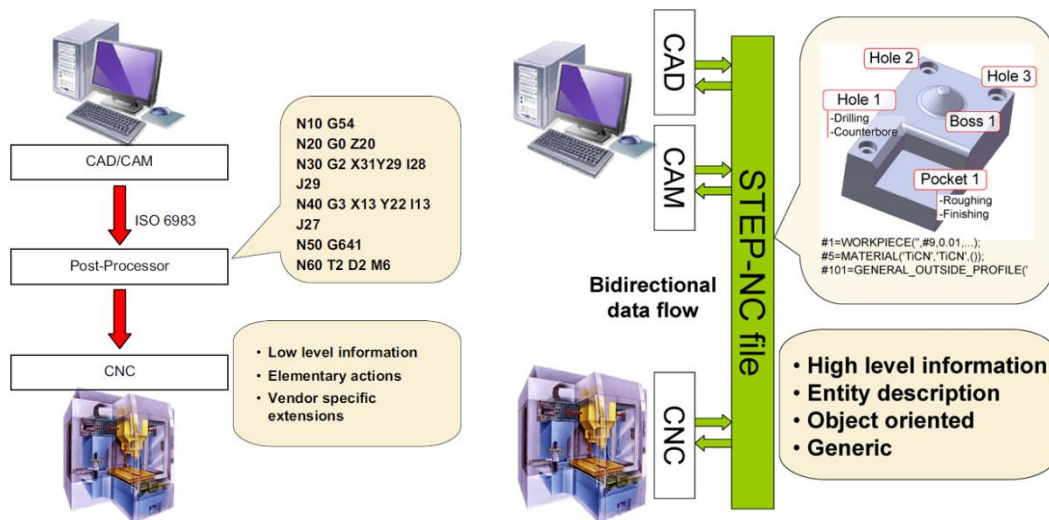 CAD/CAM
ISO 6983
Post-Processor
CNC
N10 G54
N20 G0 Z20
N30 G2 X31Y29 I28
J29
N40 G3 X13 Y22 I13
J27
N50 G641
N60 T2 D2 M6
• Low level information
• Elementary actions
• Vendor specific
extensions
CAD
CAM
CNC
Bidirectional
data flow
STEP-NC file
Hole 2
Hole 3
Hole 1
-Drilling
-Counterbore
Boss 1
Pocket 1
-Roughing
-Finishing
#1=WORKPIECE('',#9,0.01,...);
#5=MATERIAL('TiCN','TiCN',());
#101=GENERAL_OUTSIDE_PROFILE('
• High level information
• Entity description
• Object oriented
• Generic